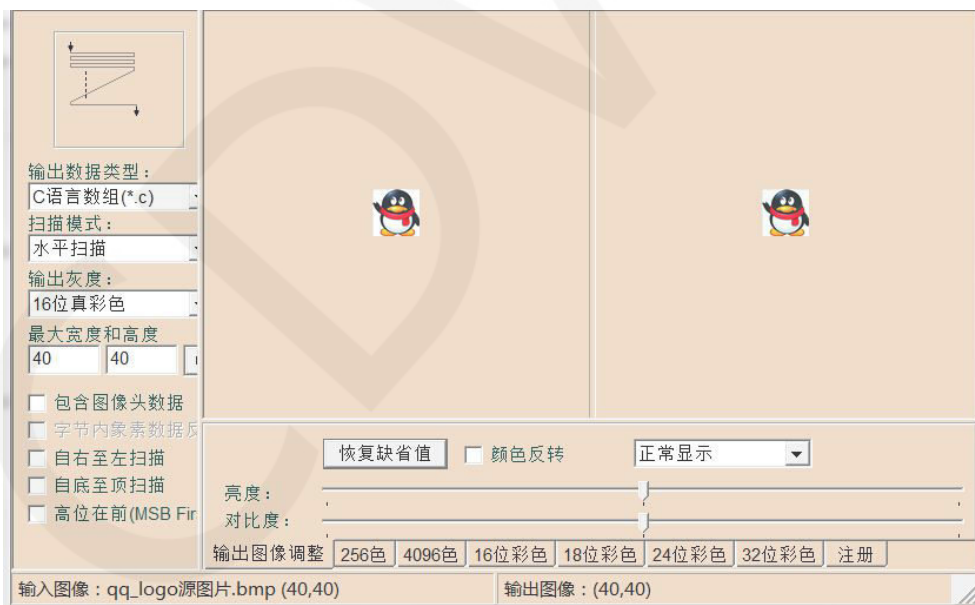 输出数据类型：
C语言数组(*.c)
扫描模式：
水平扫描
输出灰度：
16位真彩色
最大宽度和高度
40 40
包含图像头数据
字节内象素数据反
自右至左扫描
自底至顶扫描
高位在前(MSB Fir
恢复缺省值 颜色反转 正常显示
亮度：
对比度：
输出图像调整 256色 4096色 16位彩色 18位彩色 24位彩色 32位彩色 注册
输入图像：qq_logo源图片.bmp (40,40) 输出图像：(40,40)